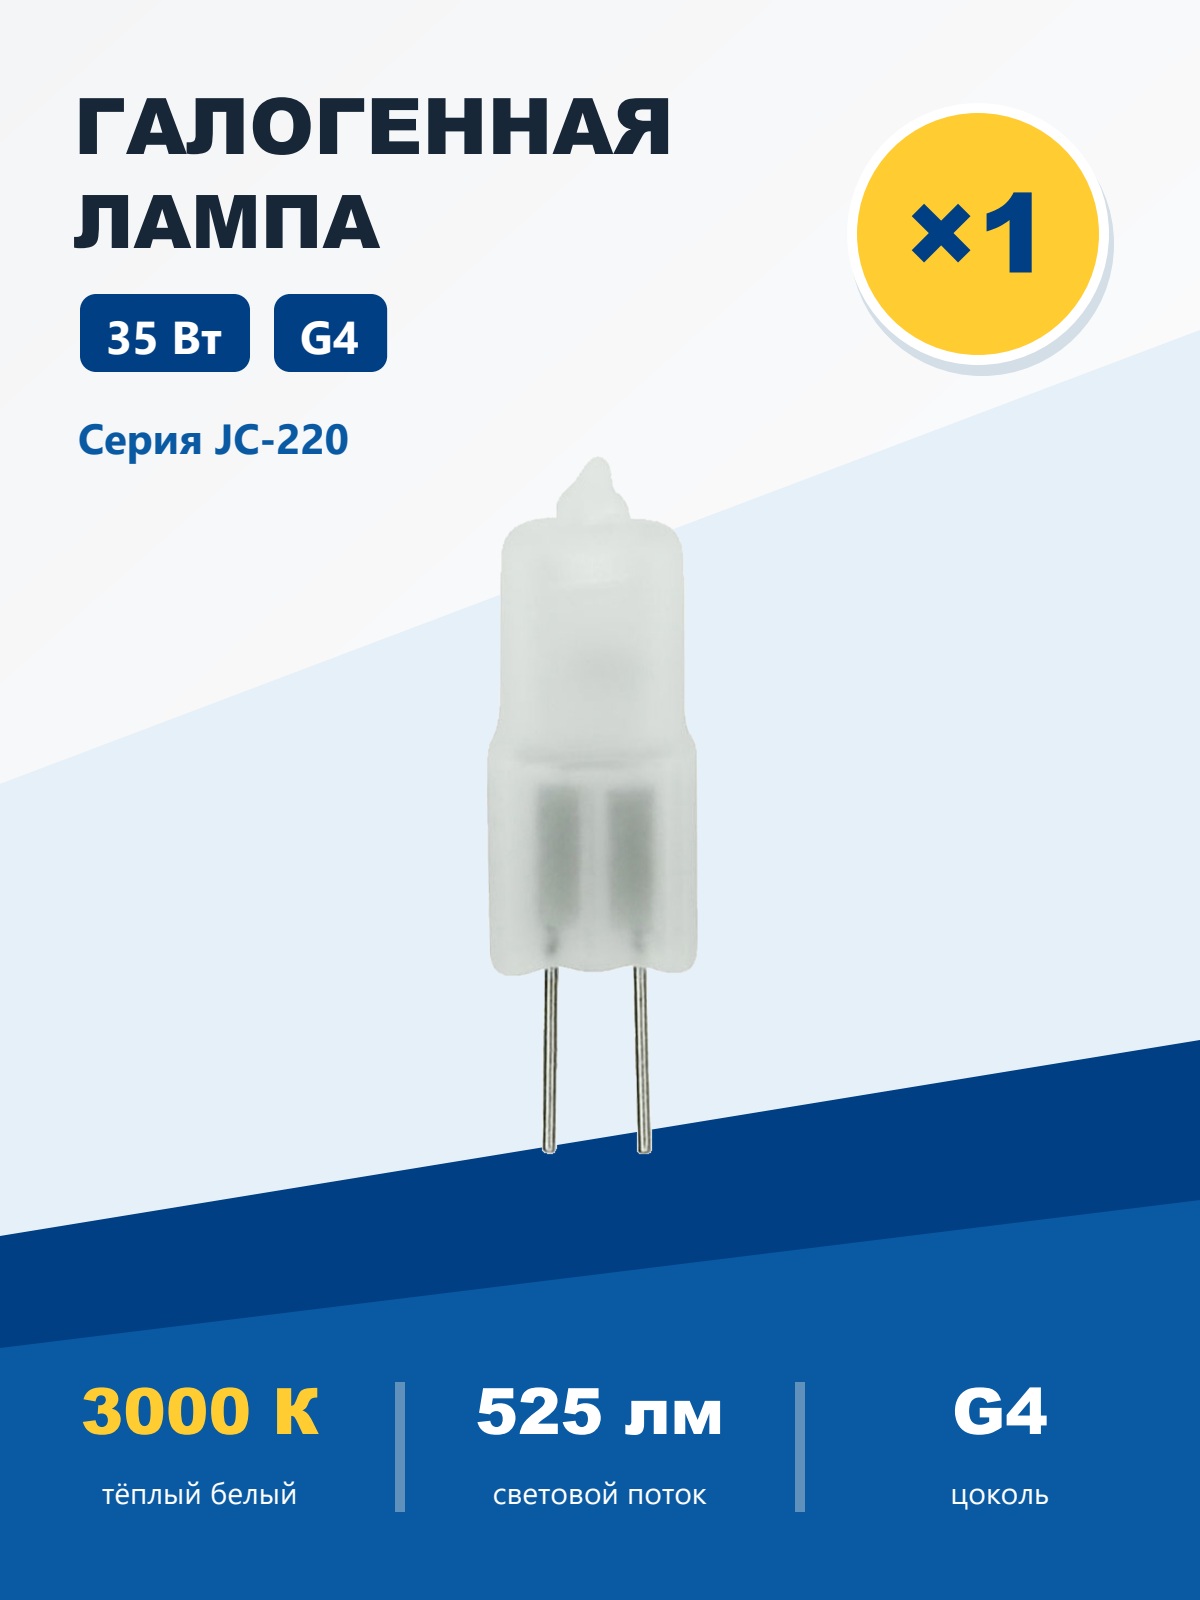 ГАЛОГЕННАЯ
ЛАМПА
×1
35 Вт
G4
Серия JC-220
3000 К
525 лм
G4
тёплый белый
световой поток
цоколь